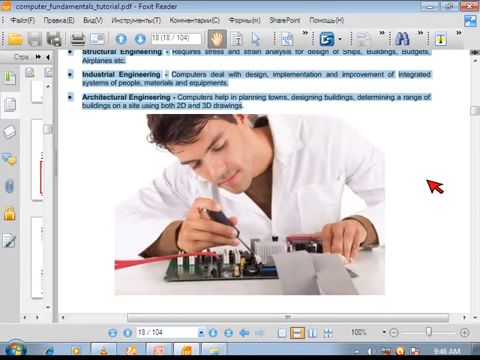 computer_fundamentals_tutorial.pdf - Foxit Reader
Файл(F) Правка(E) Вид(V) Язык(L) Инструменты(T) Комментарии(C) Формы(m) SharePoint Помощь(H)
18 (18 / 104)
Стра...
Structural Engineering - Requires stress and strain analysis for design of Ships, Buildings, Budgets,
Airplanes etc.
Industrial Engineering - Computers deal with design, implementation and improvement of integrated
systems of people, materials and equipments.
Architectural Engineering - Computers help in planning towns, designing buildings, determining a range of
buildings on a site using both 2D and 3D drawings.
18 / 104
100%
9:46 AM